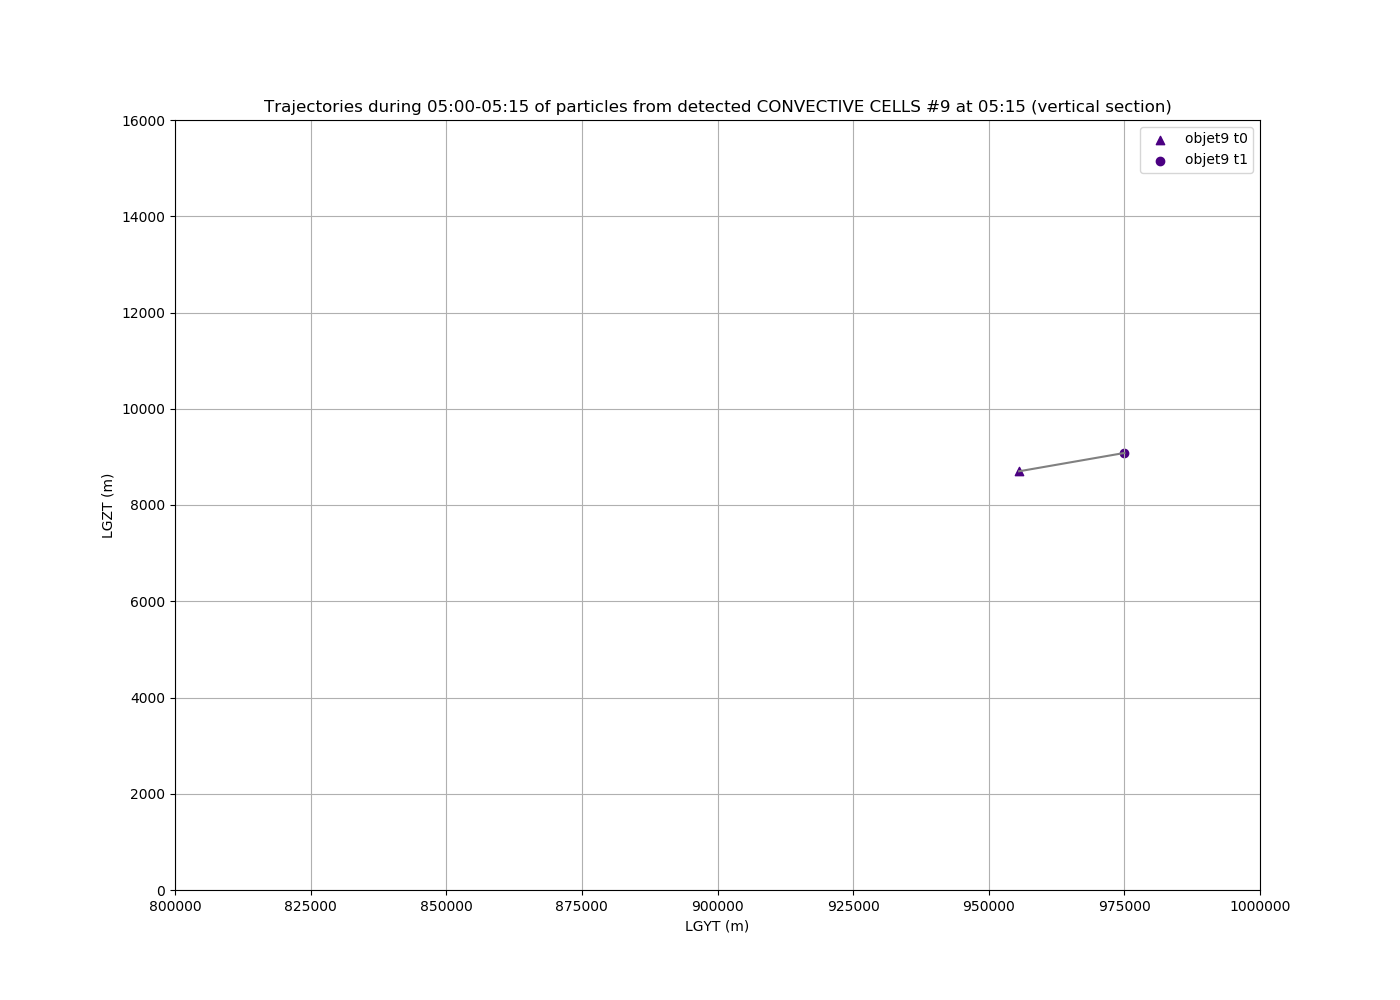 Trajectories during 05:00-05:15 of particles from detected CONVECTIVE CELLS #9 at 05:15 (vertical section)
16000
objet9 t0
objet9 t1
14000
12000
10000
LGZT (m)
8000
6000
4000
2000
0
800000 825000 850000 875000 900000 925000 950000 975000 1000000
LGYT (m)